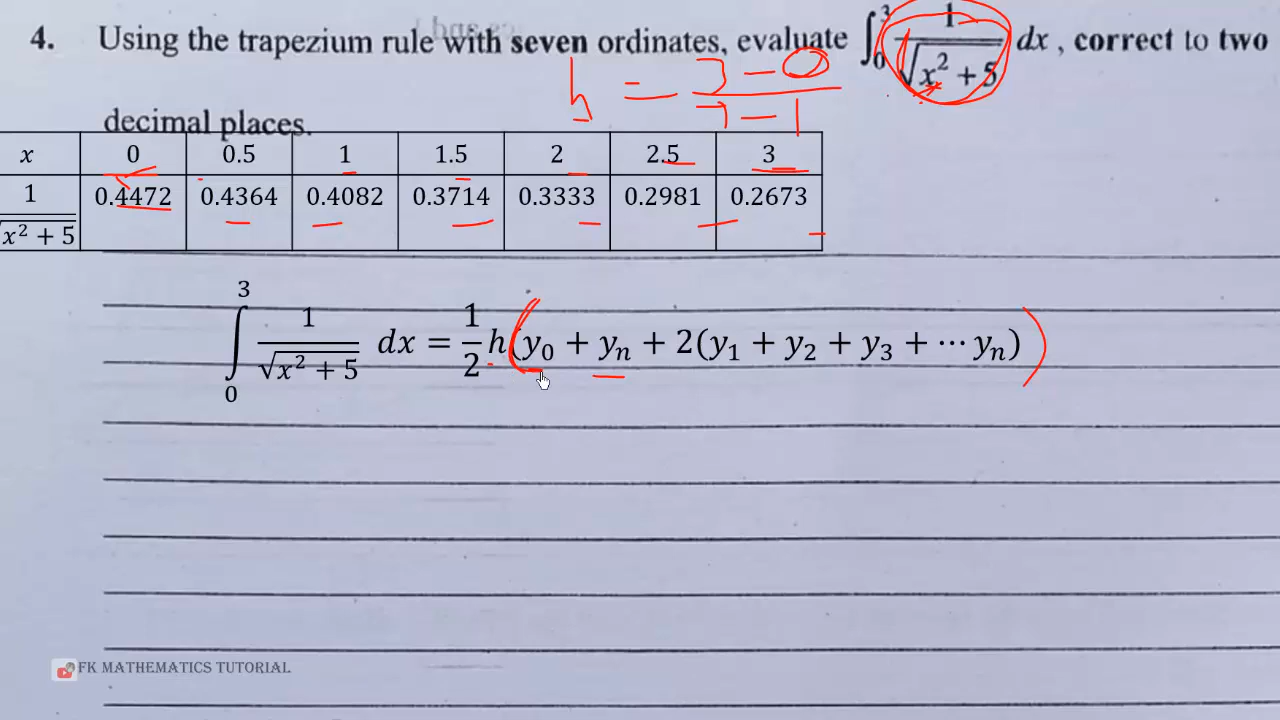 4. Using the trapezium rule with seven ordinates, evaluate ∫₀³ 1/√(x² + 5) dx , correct to two
h = (3 – 0)/(7 – 1)
decimal places.
x 0 0.5 1 1.5 2 2.5 3
1/√(x² + 5) 0.4472 0.4364 0.4082 0.3714 0.3333 0.2981 0.2673
∫₀³ 1/√(x² + 5) dx = 1/2 h(y₀ + yₙ + 2(y₁ + y₂ + y₃ + ⋯ yₙ))
FK MATHEMATICS TUTORIAL